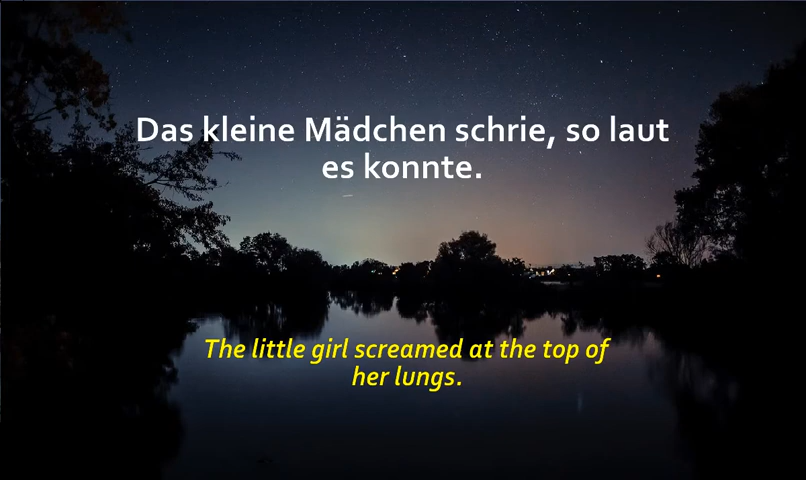 Das kleine Mädchen schrie, so laut
es konnte.
The little girl screamed at the top of
her lungs.